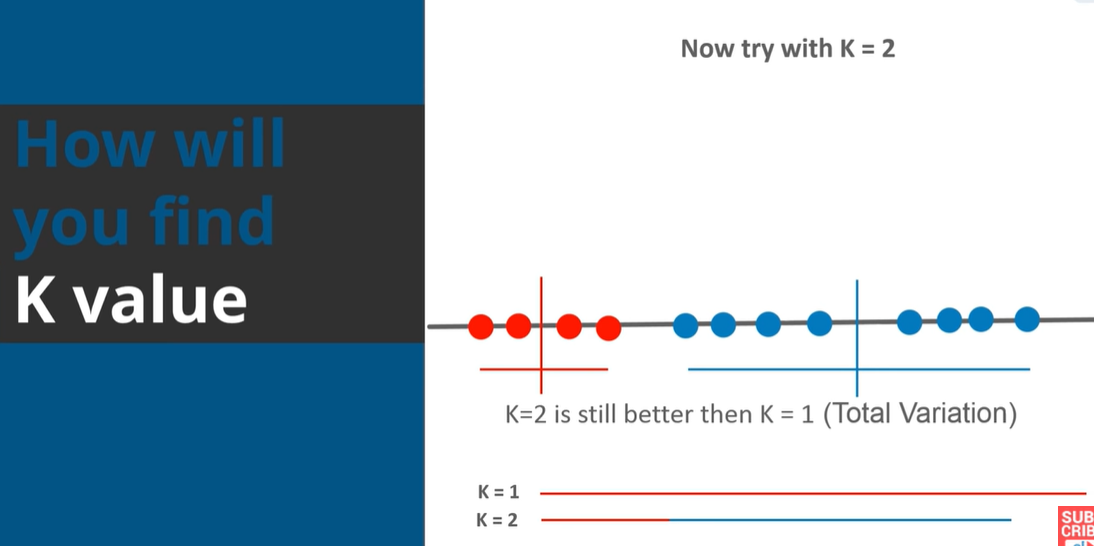 Now try with K = 2
How will
you find
K value
K=2 is still better then K = 1 (Total Variation)
K = 1
K = 2
SUB
CRIB